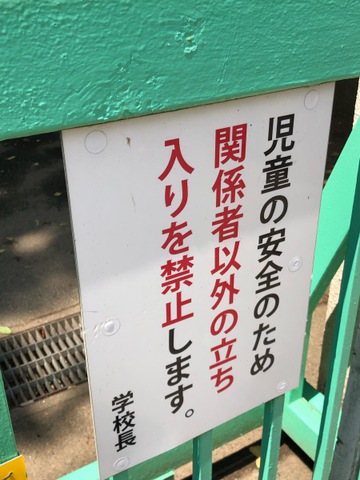 児童の安全のため
関係者以外の立ち
入りを禁止します。
学校長